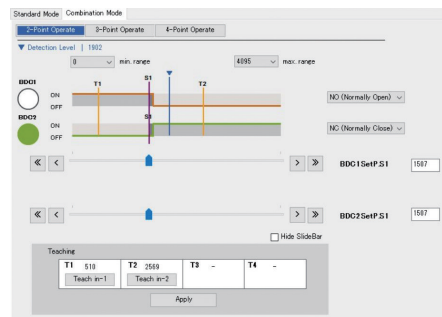 Standard Mode Combination Mode
2-Point Operate 3-Point Operate 4-Point Operate
▼ Detection Level | 1902
0 min. range 4095 max. range
BDC1 T1 S1 T2
ON NO (Normally Open)
OFF
BDC2 S1
ON NC (Normally Close)
OFF
« < > » BDC1SetP.S1 1587
« < > » BDC2SetP.S1 1587
Hide SlideBar
Teaching
T1 510 T2 2569 T3 - T4 -
Teach in-1 Teach in-2
Apply